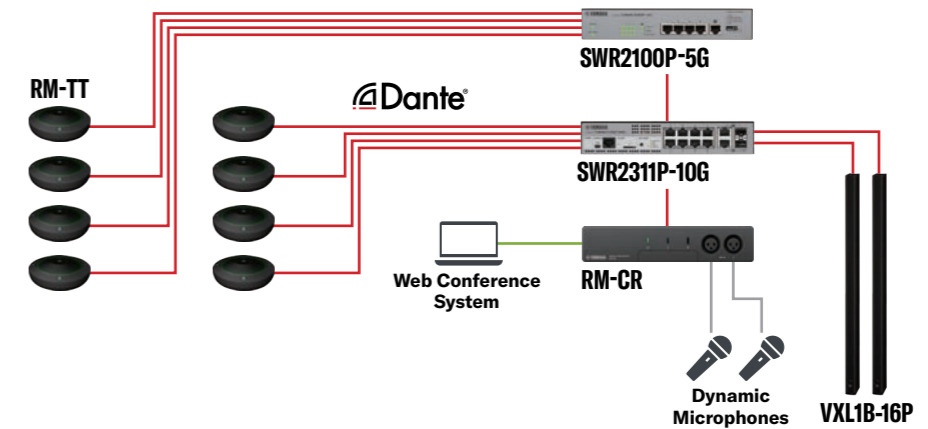 SWR2100P-5G
RM-TT
Dante®
SWR2311P-10G
Web Conference
System
RM-CR
Dynamic
Microphones
VXL1B-16P